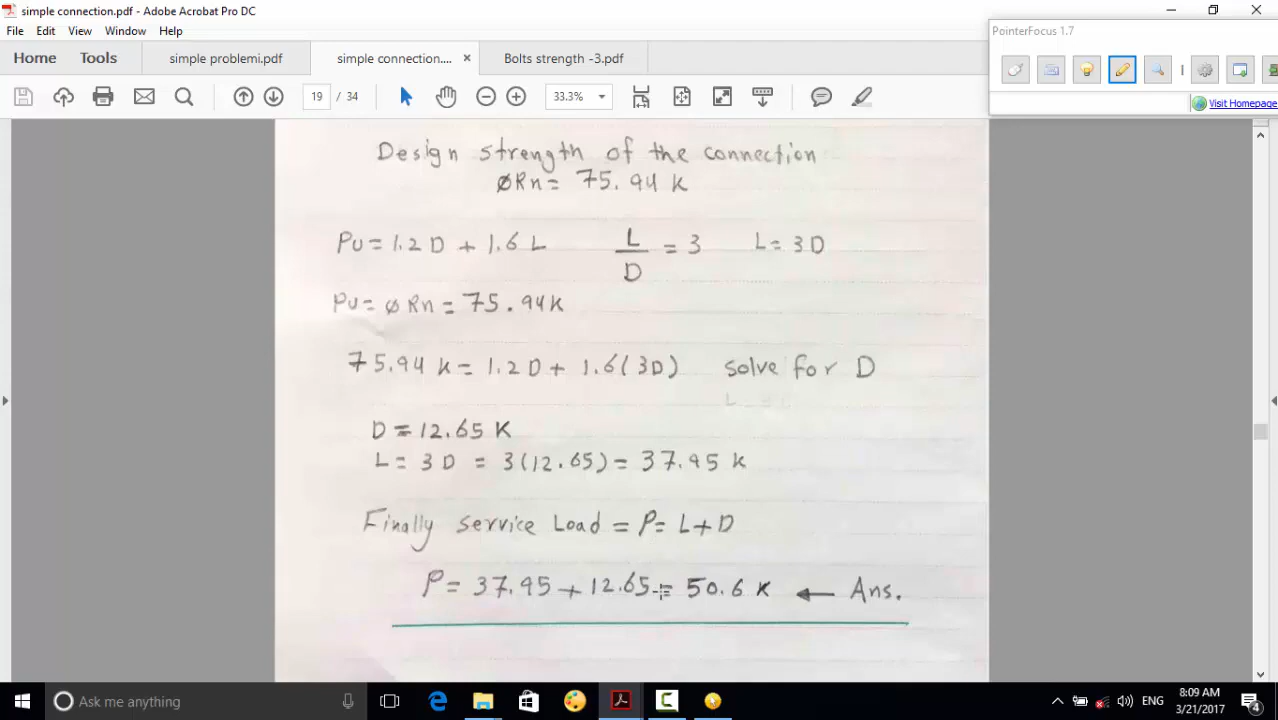 simple connection.pdf - Adobe Acrobat Pro DC
File Edit View Window Help
PointerFocus 1.7
Home Tools simple problemi.pdf simple connection.... × Bolts strength -3.pdf
19 / 34 33.3%
Visit Homepage
Design strength of the connection
ØRn = 75.94 K
Pu = 1.2 D + 1.6 L L/D = 3 L = 3D
Pu = Ø Rn = 75.94K
75.94 K = 1.2 D + 1.6 (3D) solve for D
D = 12.65 K
L = 3 D = 3(12.65) = 37.95 K
Finally service Load = P = L+D
P = 37.95 + 12.65 = 50.6 K ← Ans.
Ask me anything
ENG
8:09 AM
3/21/2017
4